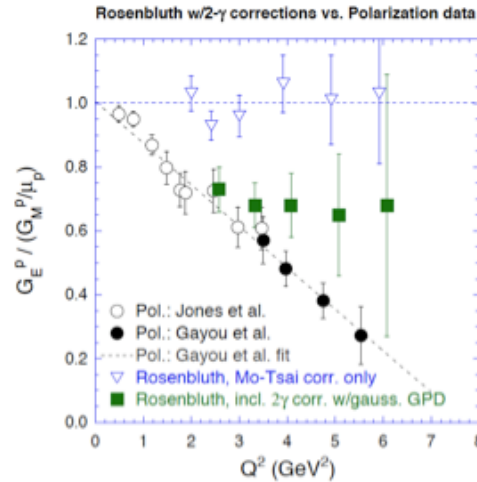 Rosenbluth w/2-γ corrections vs. Polarization data
1.2
1.0
0.8
0.6
0.4
0.2
0.0
G_E^p / (G_M^p/μ_p)
Pol.: Jones et al.
Pol.: Gayou et al.
Pol.: Gayou et al. fit
Rosenbluth, Mo-Tsai corr. only
Rosenbluth, incl. 2γ corr. w/gauss. GPD
0 1 2 3 4 5 6 7 8
Q² (GeV²)